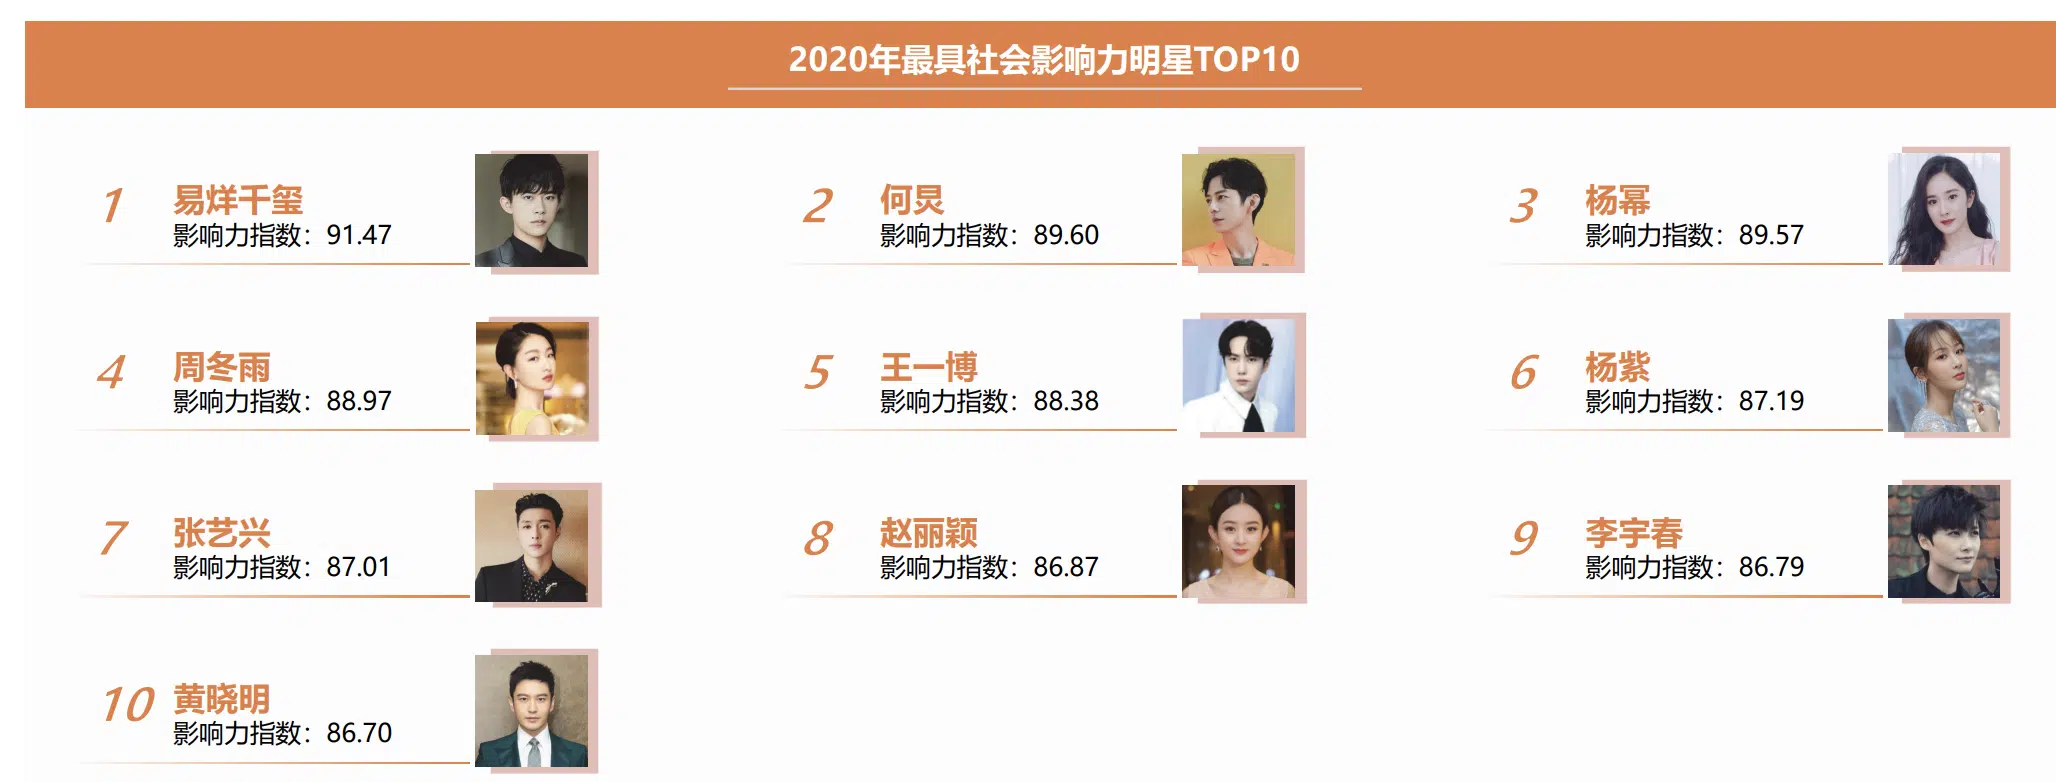 2020年最具社会影响力明星TOP10
1 易烊千玺
影响力指数：91.47
2 何炅
影响力指数：89.60
3 杨幂
影响力指数：89.57
4 周冬雨
影响力指数：88.97
5 王一博
影响力指数：88.38
6 杨紫
影响力指数：87.19
7 张艺兴
影响力指数：87.01
8 赵丽颖
影响力指数：86.87
9 李宇春
影响力指数：86.79
10 黄晓明
影响力指数：86.70